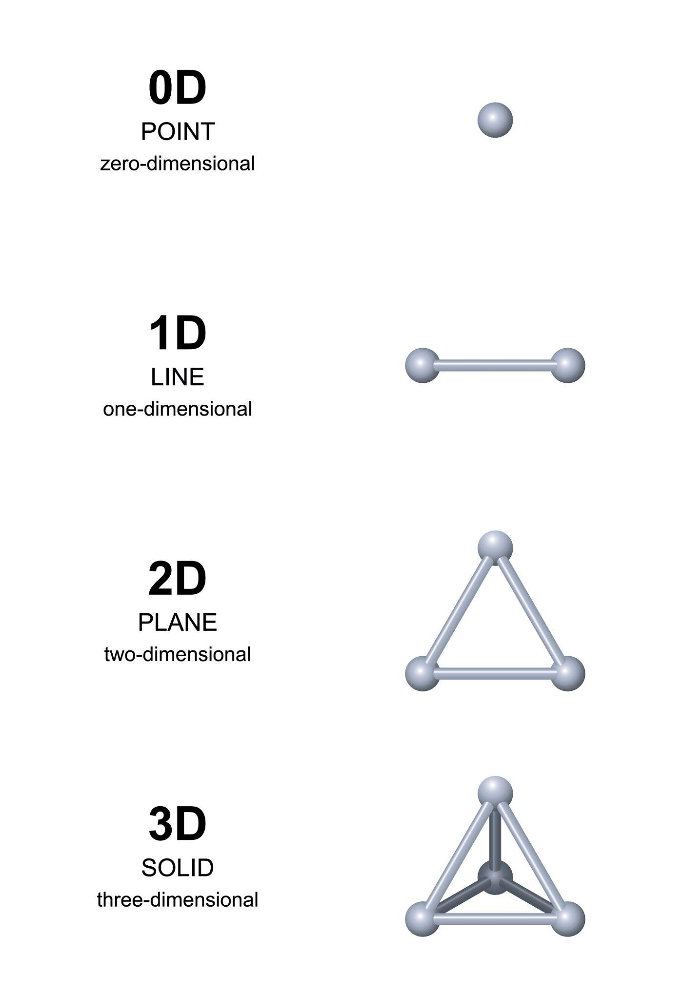 0D
POINT
zero-dimensional
1D
LINE
one-dimensional
2D
PLANE
two-dimensional
3D
SOLID
three-dimensional